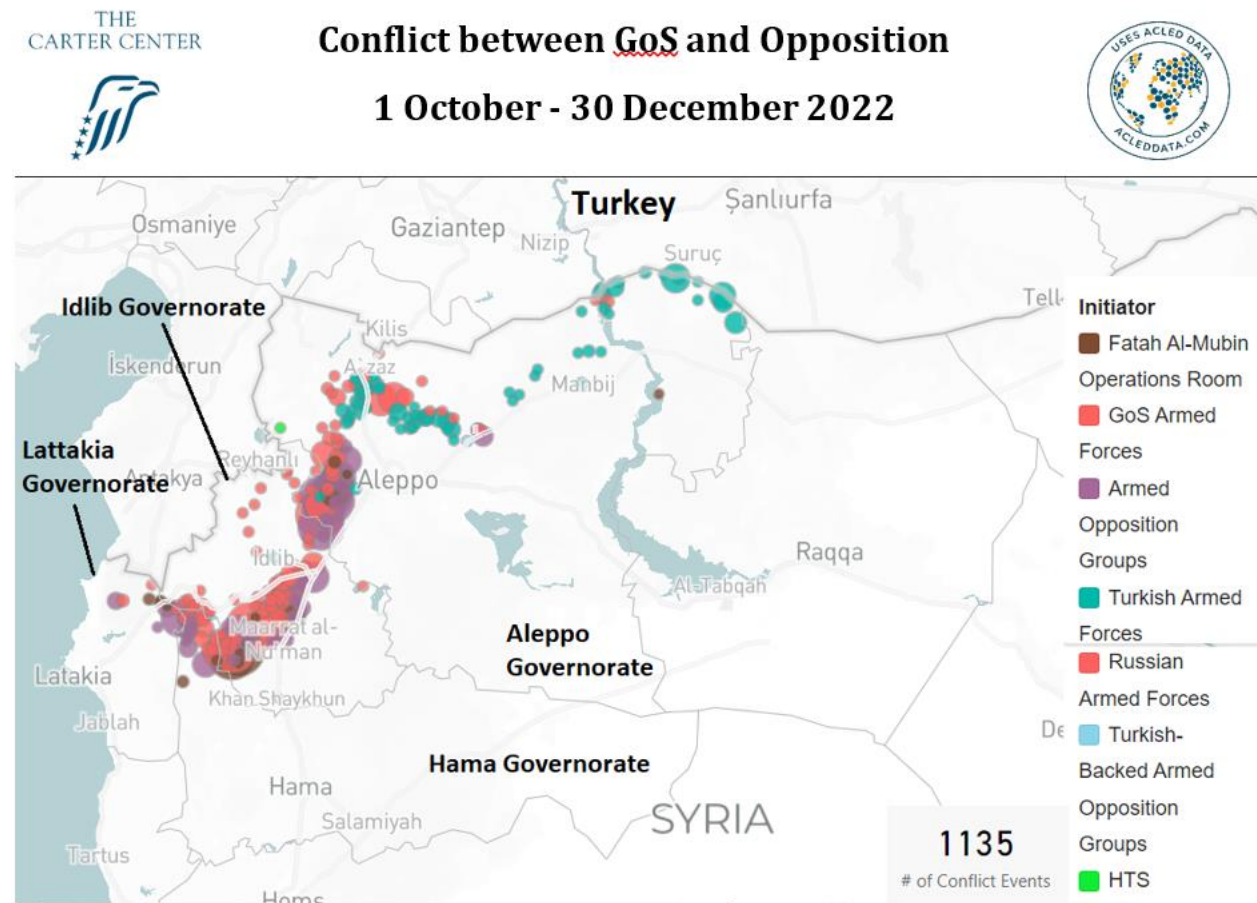 THE
CARTER CENTER
Conflict between GoS and Opposition
1 October - 30 December 2022
USES ACLED DATA
ACLEDDATA.COM
Turkey
Şanlıurfa
Osmaniye
Gaziantep
Nizip
Suruç
Idlib Governorate
Tell-
Kilis
İskenderun
A'zaz
Manbij
Lattakia
Governorate
Reyhanlı
Antakya
Aleppo
Idlib
Raqqa
Al-Tabqah
Maarrat al-
Nu'man
Aleppo
Governorate
Latakia
Khan Shaykhun
Jablah
De
Hama Governorate
Hama
SYRIA
Salamiyah
Tartus
Homs
1135
# of Conflict Events
Initiator
Fatah Al-Mubin
Operations Room
GoS Armed
Forces
Armed
Opposition
Groups
Turkish Armed
Forces
Russian
Armed Forces
Turkish-
Backed Armed
Opposition
Groups
HTS